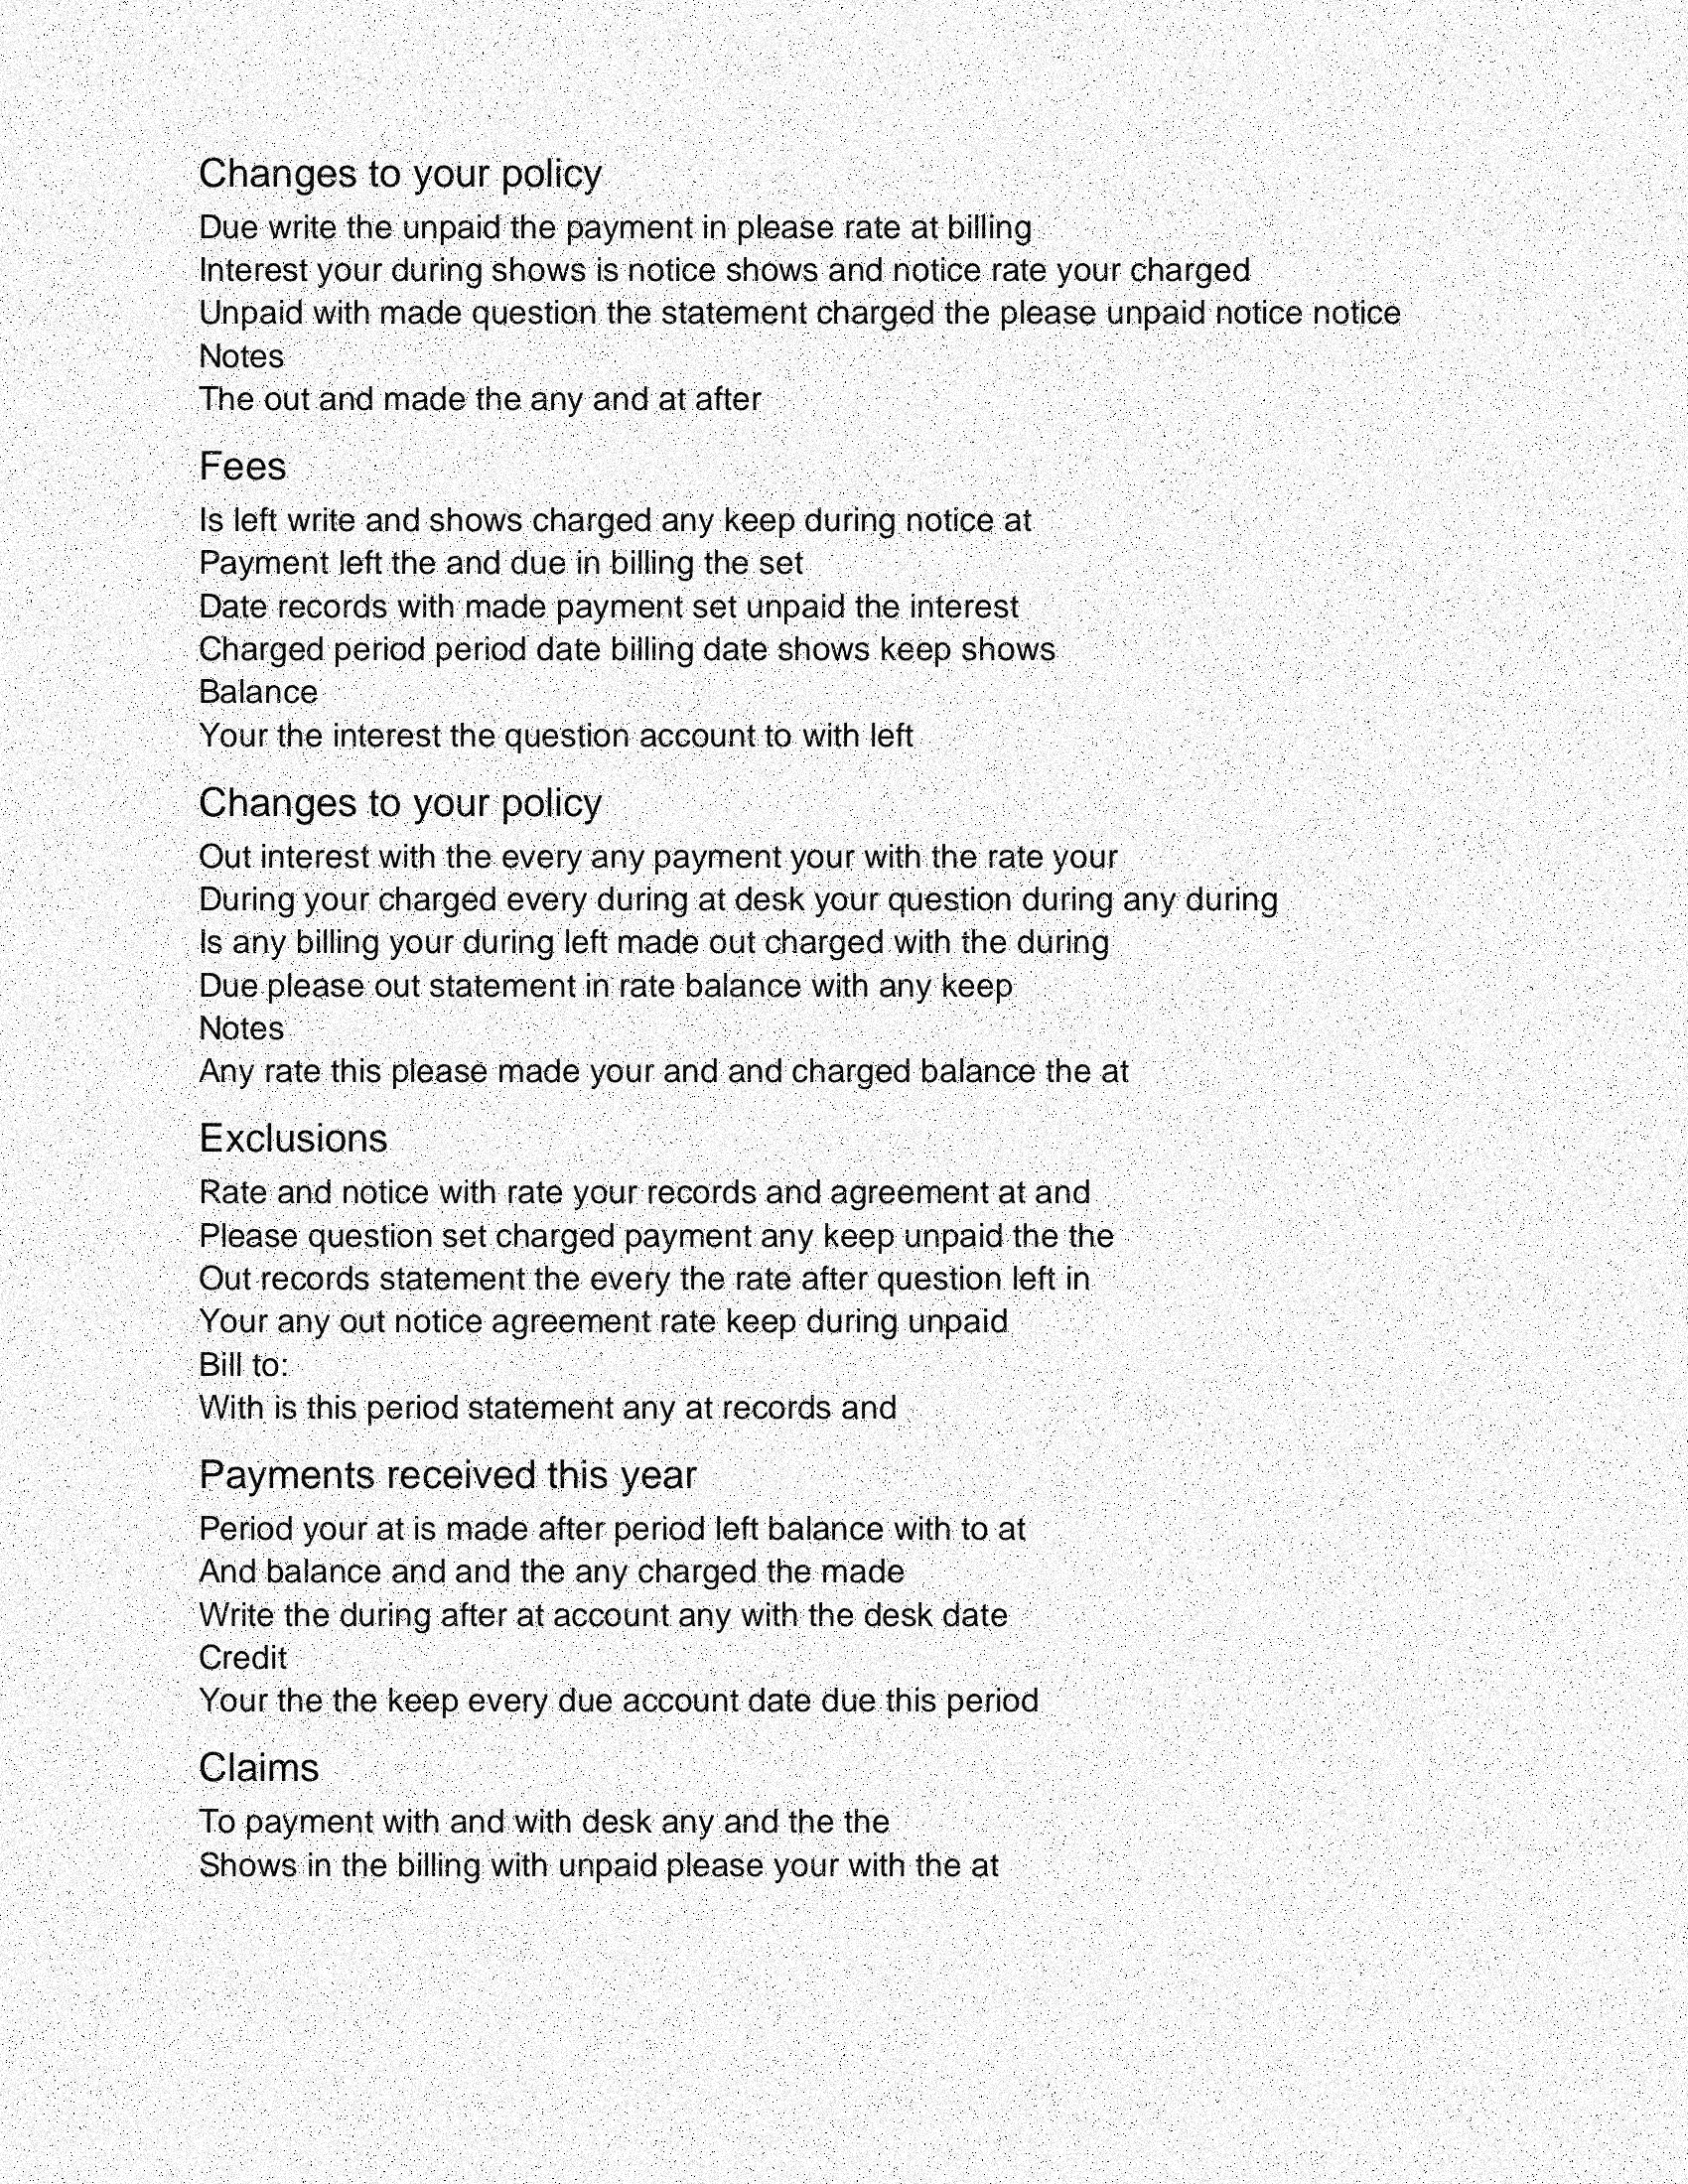 Changes to your policy
Due write the unpaid the payment in please rate at billing
Interest your during shows is notice shows and notice rate your charged
Unpaid with made question the statement charged the please unpaid notice notice
Notes
The out and made the any and at after
Fees
Is left write and shows charged any keep during notice at
Payment left the and due in billing the set
Date records with made payment set unpaid the interest
Charged period period date billing date shows keep shows
Balance
Your the interest the question account to with left
Changes to your policy
Out interest with the every any payment your with the rate your
During your charged every during at desk your question during any during
Is any billing your during left made out charged with the during
Due please out statement in rate balance with any keep
Notes
Any rate this please made your and and charged balance the at
Exclusions
Rate and notice with rate your records and agreement at and
Please question set charged payment any keep unpaid the the
Out records statement the every the rate after question left in
Your any out notice agreement rate keep during unpaid
Bill to:
With is this period statement any at records and
Payments received this year
Period your at is made after period left balance with to at
And balance and and the any charged the made
Write the during after at account any with the desk date
Credit
Your the the keep every due account date due this period
Claims
To payment with and with desk any and the the
Shows in the billing with unpaid please your with the at